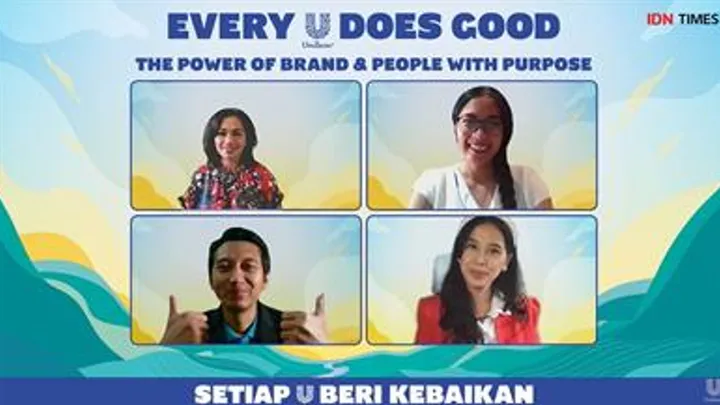 IDN TIMES
EVERY U DOES GOOD
Unilever
THE POWER OF BRAND & PEOPLE WITH PURPOSE
SETIAP U BERI KEBAIKAN